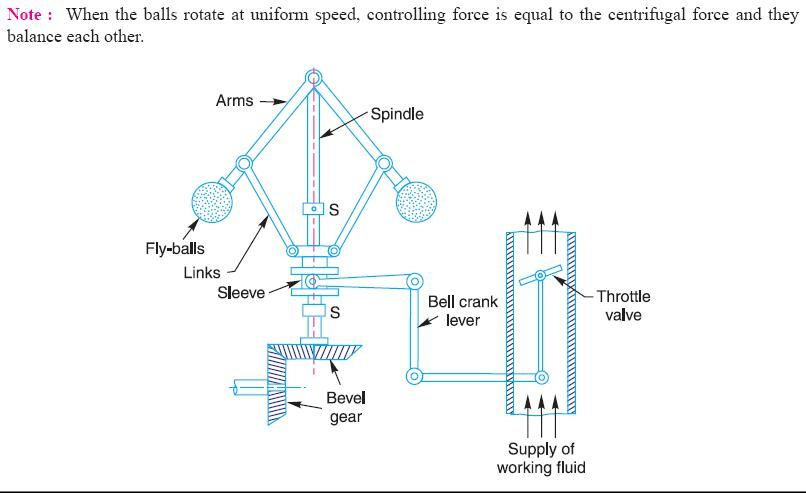 Note : When the balls rotate at uniform speed, controlling force is equal to the centrifugal force and they
balance each other.
Arms
Spindle
S
Fly-balls
Links
Sleeve
S
Bell crank
lever
Throttle
valve
Bevel
gear
Supply of
working fluid